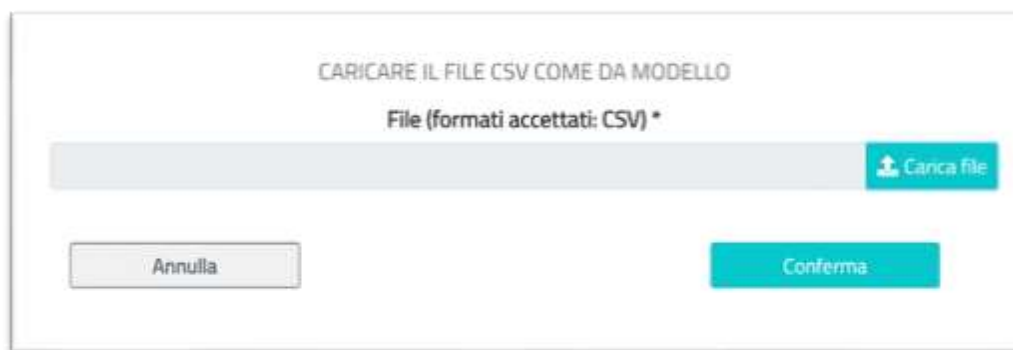 CARICARE IL FILE CSV COME DA MODELLO
File (formati accettati: CSV) *
Carica file
Annulla
Conferma